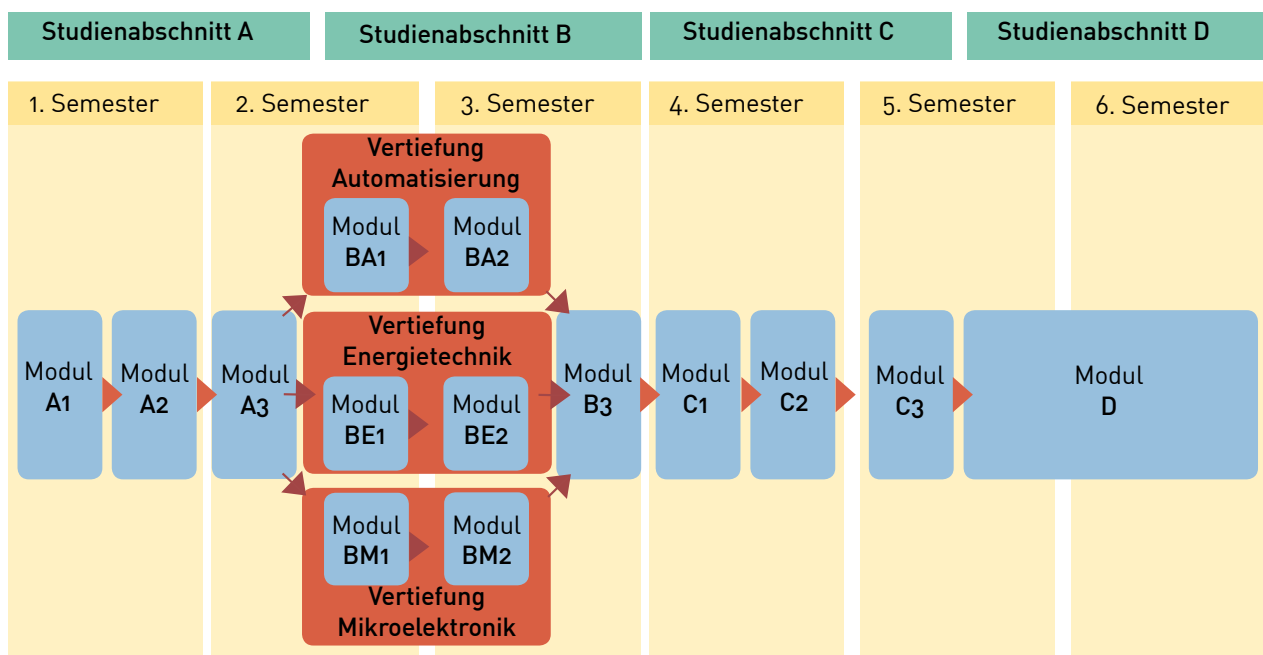 Studienabschnitt A
Studienabschnitt B
Studienabschnitt C
Studienabschnitt D
1. Semester
2. Semester
3. Semester
4. Semester
5. Semester
6. Semester
Vertiefung
Automatisierung
Modul
BA1
Modul
BA2
Modul
A1
Modul
A2
Modul
A3
Vertiefung
Energietechnik
Modul
BE1
Modul
BE2
Modul
B3
Modul
C1
Modul
C2
Modul
C3
Modul
D
Modul
BM1
Modul
BM2
Vertiefung
Mikroelektronik